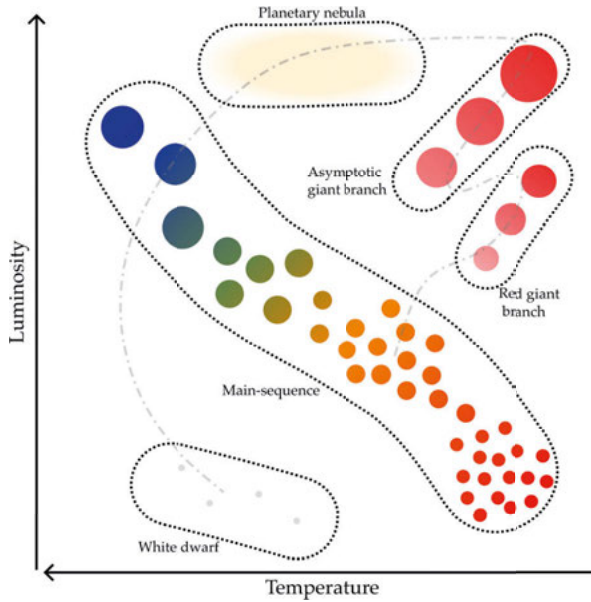 Planetary nebula
Asymptotic
giant branch
Red giant
branch
Luminosity
Main-sequence
White dwarf
Temperature